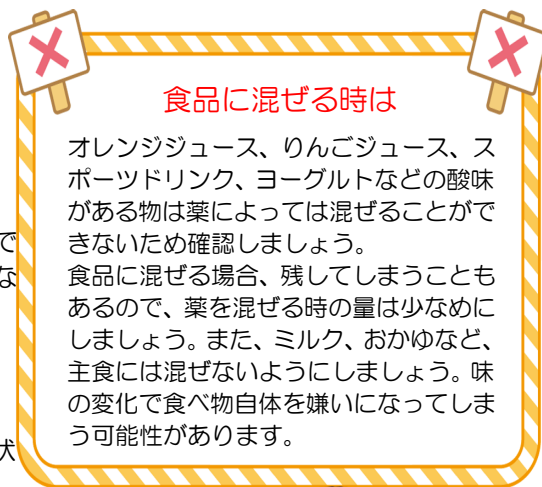 食品に混ぜる時は
オレンジジュース、りんごジュース、ス
ポーツドリンク、ヨーグルトなどの酸味
がある物は薬によっては混ぜることがで
きないため確認しましょう。
食品に混ぜる場合、残してしまうことも
あるので、薬を混ぜる時の量は少なめに
しましょう。また、ミルク、おかゆなど、
主食には混ぜないようにしましょう。味
の変化で食べ物自体を嫌いになってしま
う可能性があります。
で
な